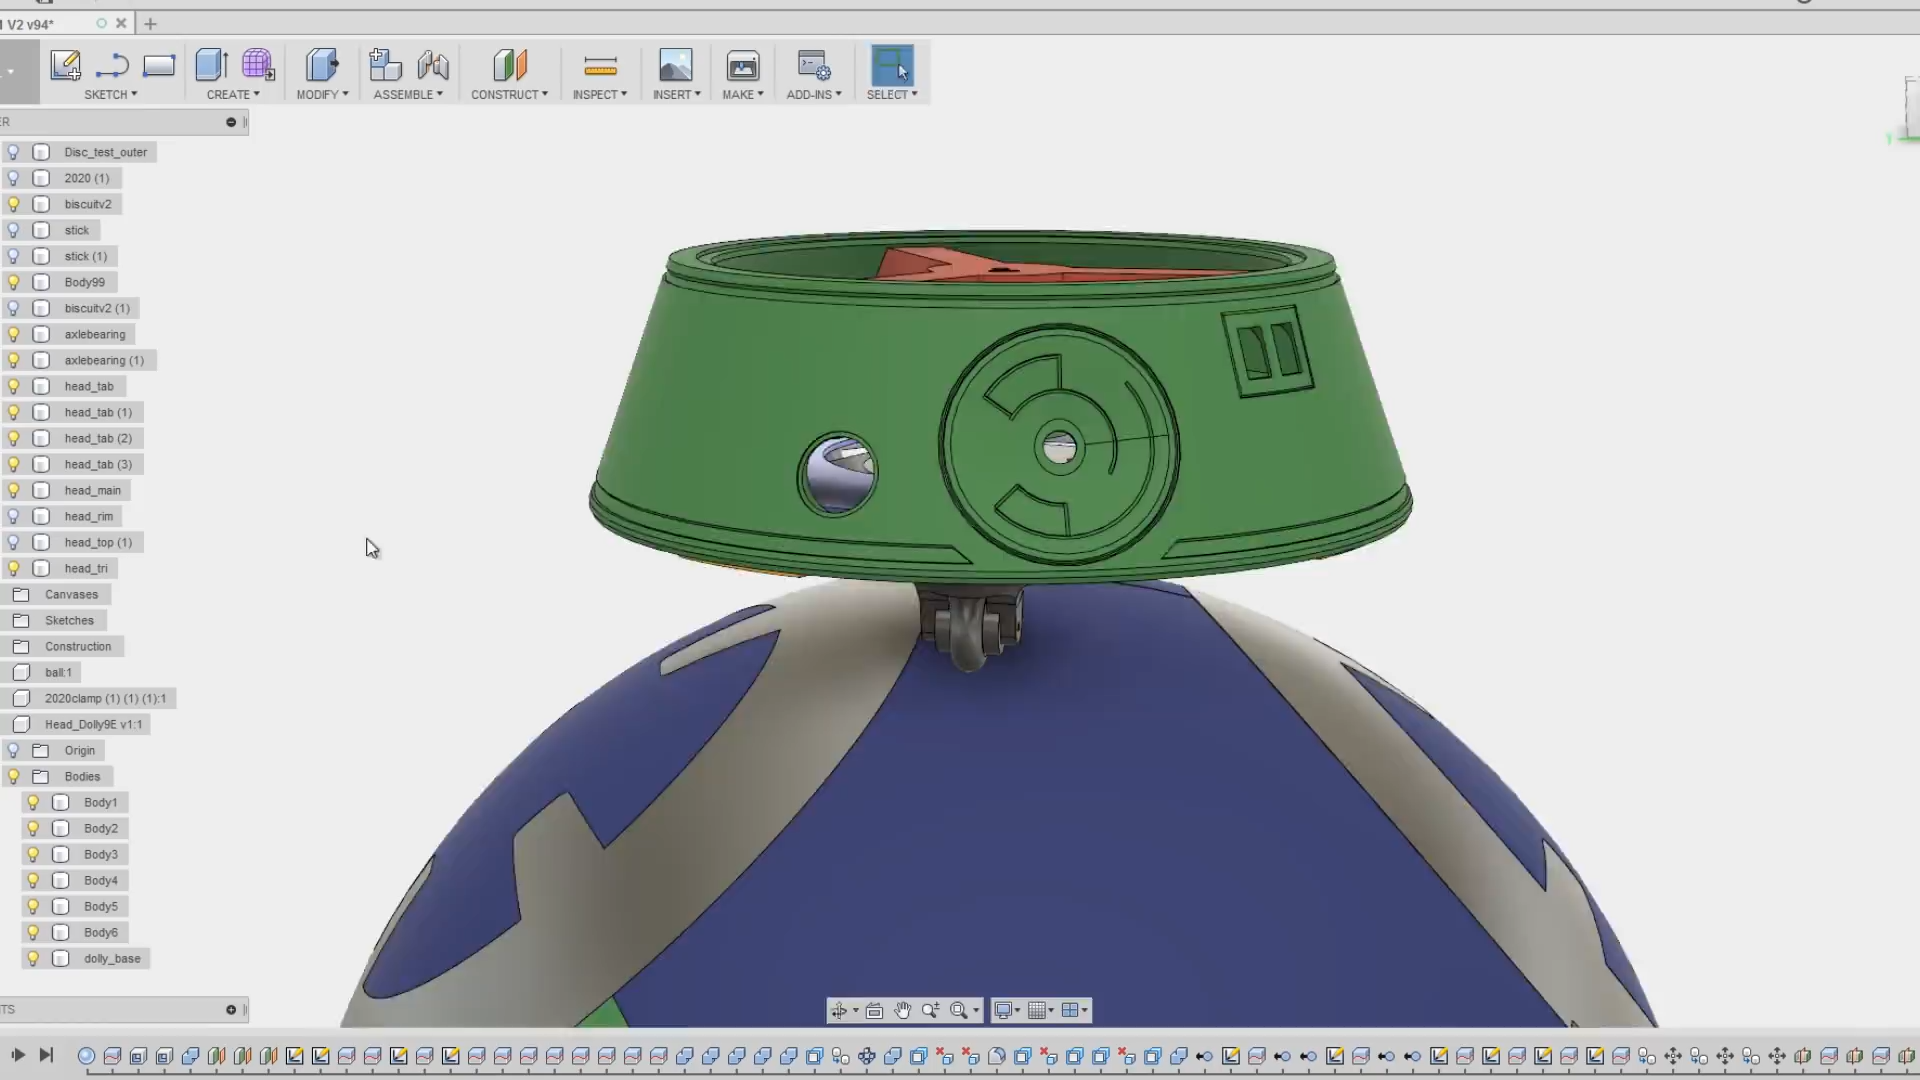 V2 v94*
SKETCH
CREATE
MODIFY
ASSEMBLE
CONSTRUCT
INSPECT
INSERT
MAKE
ADD-INS
SELECT
ER
Disc_test_outer
2020 (1)
biscuitv2
stick
stick (1)
Body99
biscuitv2 (1)
axlebearing
axlebearing (1)
head_tab
head_tab (1)
head_tab (2)
head_tab (3)
head_main
head_rim
head_top (1)
head_tri
Canvases
Sketches
Construction
ball:1
2020clamp (1) (1) (1):1
Head_Dolly9E v1:1
Origin
Bodies
Body1
Body2
Body3
Body4
Body5
Body6
dolly_base
TS